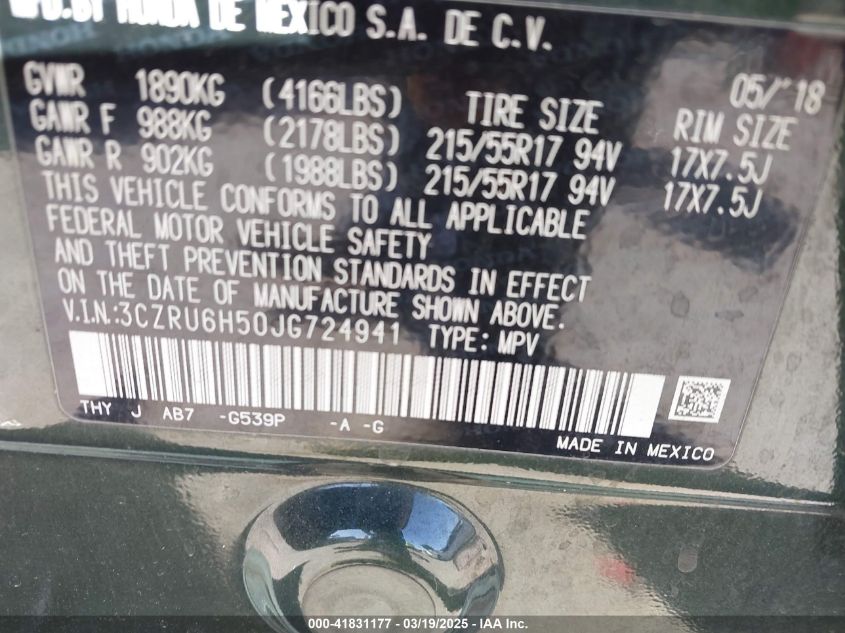 MFD.BY HONDA DE MEXICO S.A. DE C.V.
05/ 18
GVWR 1890KG (4166LBS) TIRE SIZE RIM SIZE
GAWR F 988KG (2178LBS) 215/55R17 94V 17X7.5J
GAWR R 902KG (1988LBS) 215/55R17 94V 17X7.5J
THIS VEHICLE CONFORMS TO ALL APPLICABLE
FEDERAL MOTOR VEHICLE SAFETY
AND THEFT PREVENTION STANDARDS IN EFFECT
ON THE DATE OF MANUFACTURE SHOWN ABOVE.
V.I.N.:3CZRU6H50JG724941 TYPE: MPV
THY J AB7 -G539P -A -G
MADE IN MEXICO
000-41831177 - 03/19/2025 - IAA Inc.